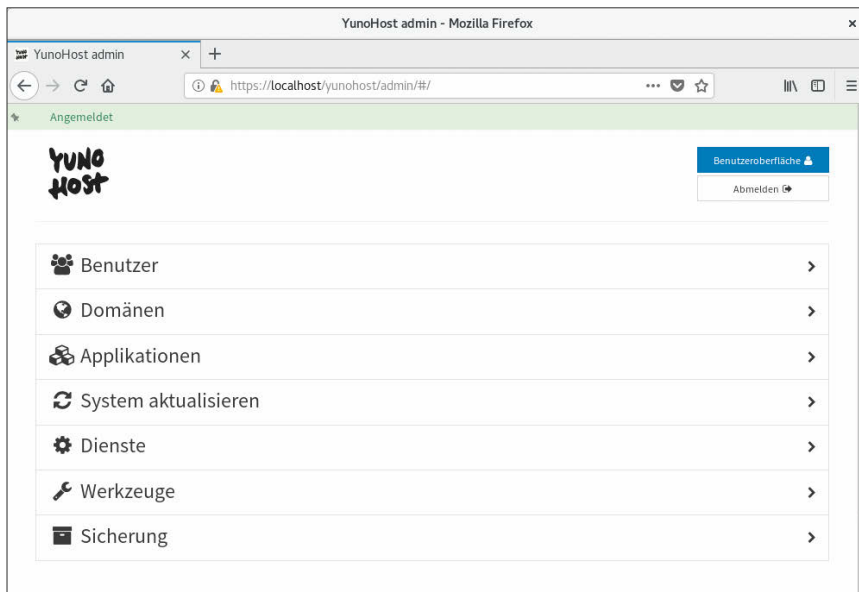 YunoHost admin - Mozilla Firefox
YunoHost admin
https://localhost/yunohost/admin/#/
Angemeldet
YUNO
HOST
Benutzeroberfläche
Abmelden
Benutzer
Domänen
Applikationen
System aktualisieren
Dienste
Werkzeuge
Sicherung